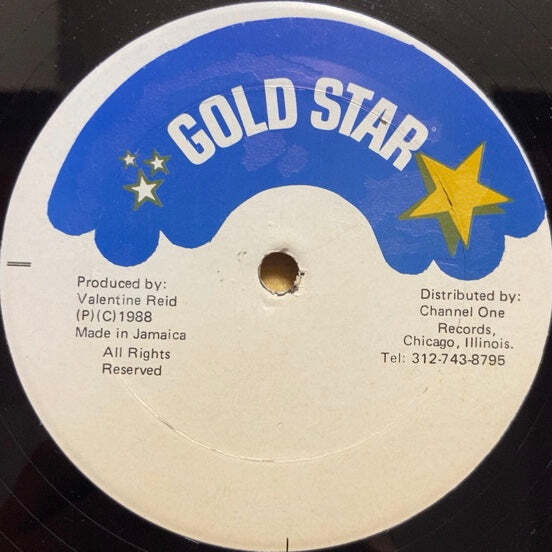 GOLD STAR
Produced by:
Valentine Reid
(P)(C)1988
Made in Jamaica
All Rights
Reserved
Distributed by:
Channel One
Records,
Chicago, Illinois.
Tel: 312-743-8795